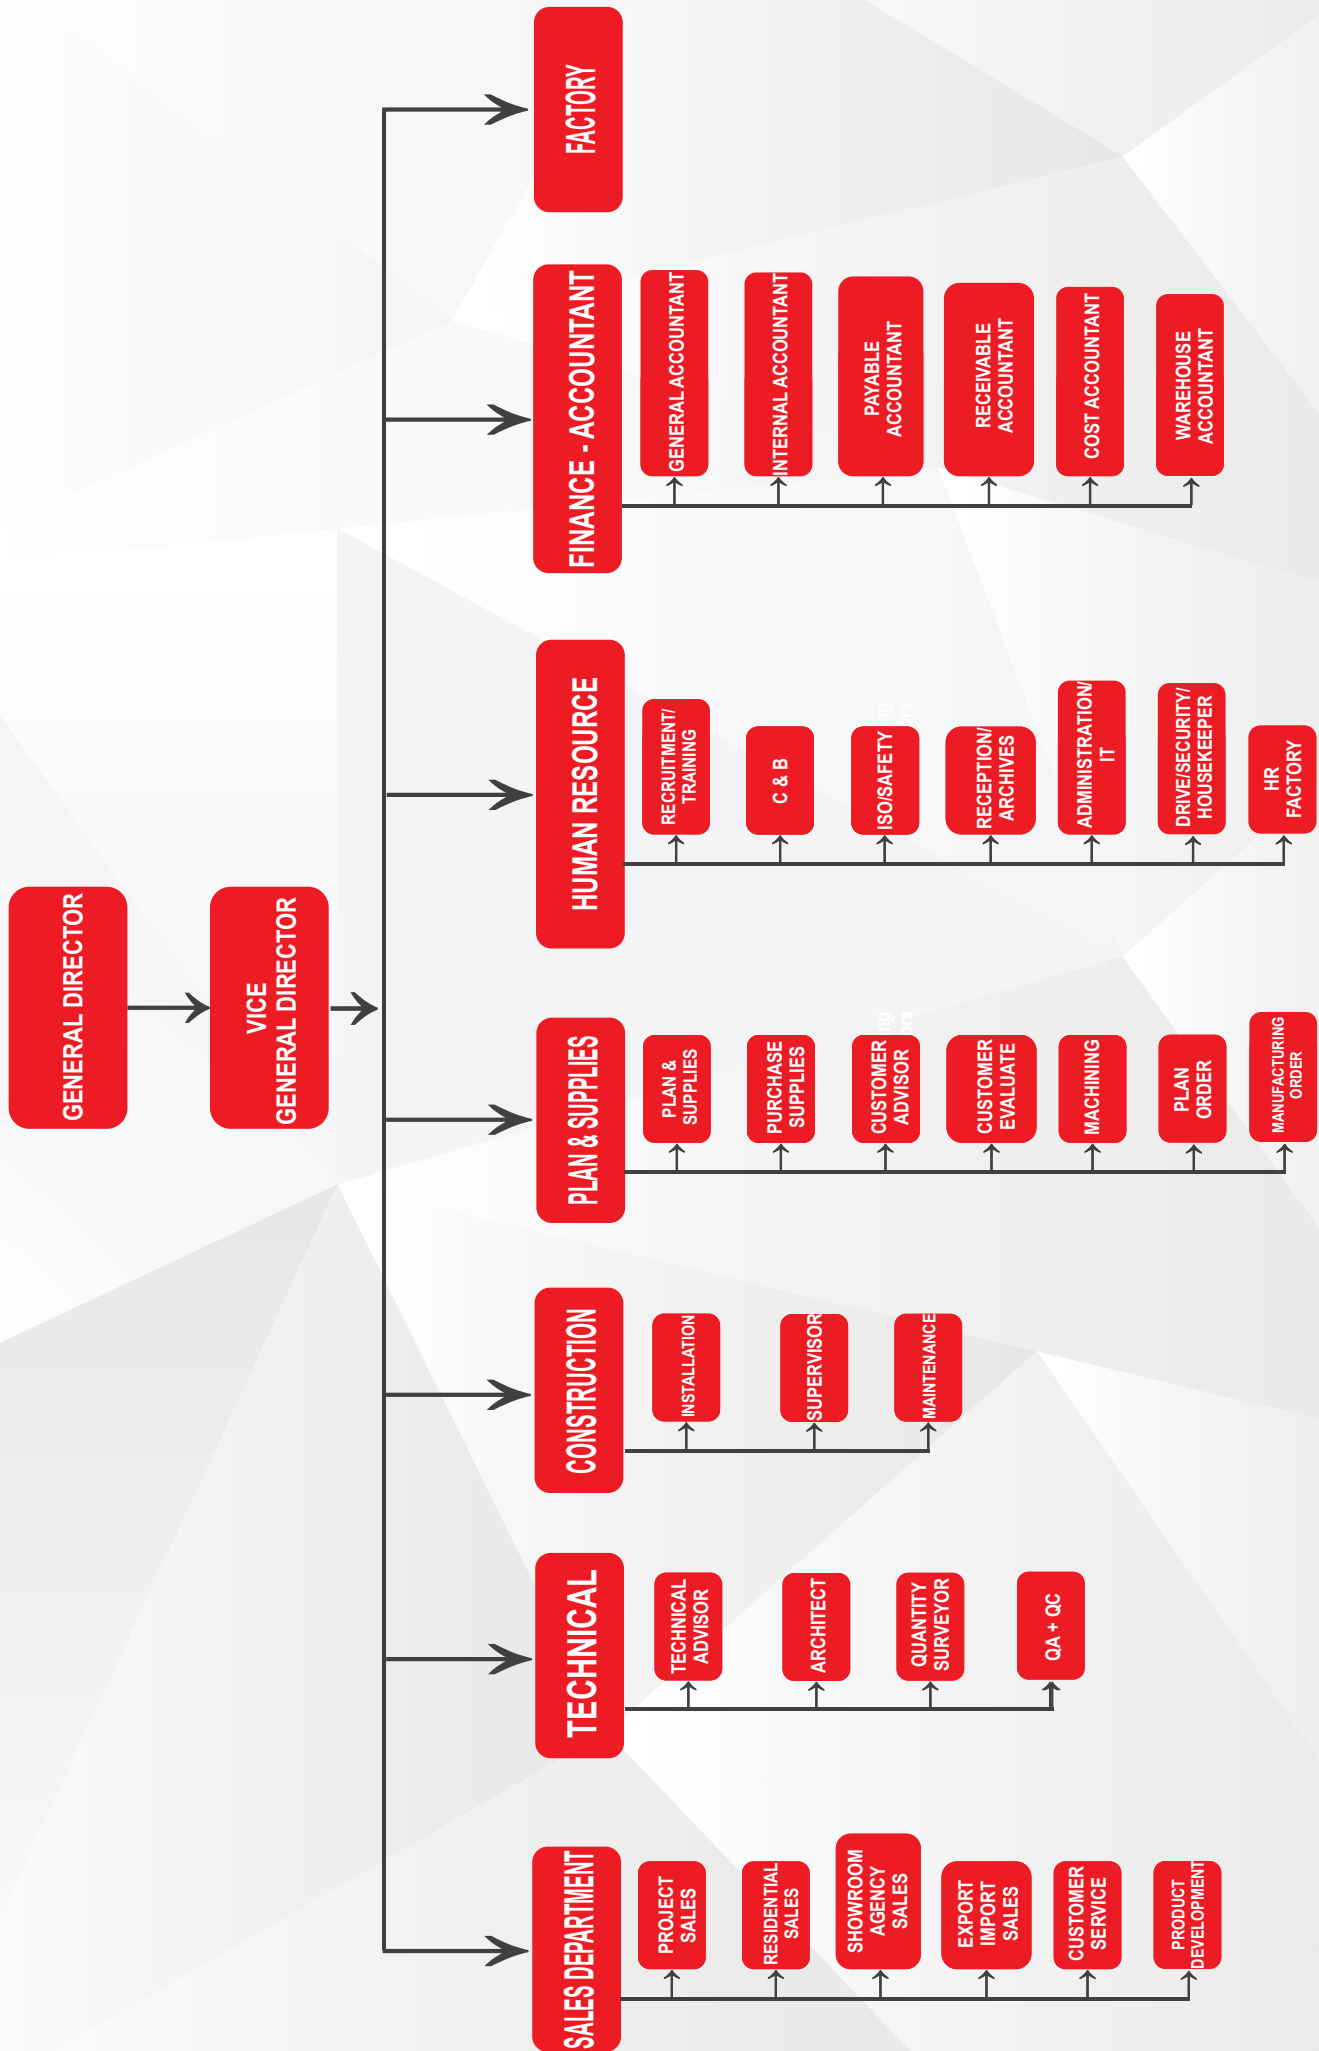 GENERAL DIRECTOR
VICE
GENERAL DIRECTOR
SALES DEPARTMENT
TECHNICAL
CONSTRUCTION
PLAN & SUPPLIES
HUMAN RESOURCE
FINANCE - ACCOUNTANT
FACTORY
PROJECT
SALES
RESIDENTIAL
SALES
SHOWROOM
AGENCY
SALES
EXPORT
IMPORT
SALES
CUSTOMER
SERVICE
PRODUCT
DEVELOPMENT
TECHNICAL
ADVISOR
ARCHITECT
QUANTITY
SURVEYOR
QA + QC
INSTALLATION
SUPERVISOR
MAINTENANCE
PLAN &
SUPPLIES
PURCHASE
SUPPLIES
CUSTOMER
ADVISOR
CUSTOMER
EVALUATE
MACHINING
PLAN
ORDER
MANUFACTURING
ORDER
RECRUITMENT/
TRAINING
C & B
ISO/SAFETY
RECEPTION/
ARCHIVES
ADMINISTRATION/
IT
DRIVE/SECURITY/
HOUSEKEEPER
HR
FACTORY
GENERAL ACCOUNTANT
INTERNAL ACCOUNTANT
PAYABLE
ACCOUNTANT
RECEIVABLE
ACCOUNTANT
COST ACCOUNTANT
WAREHOUSE
ACCOUNTANT